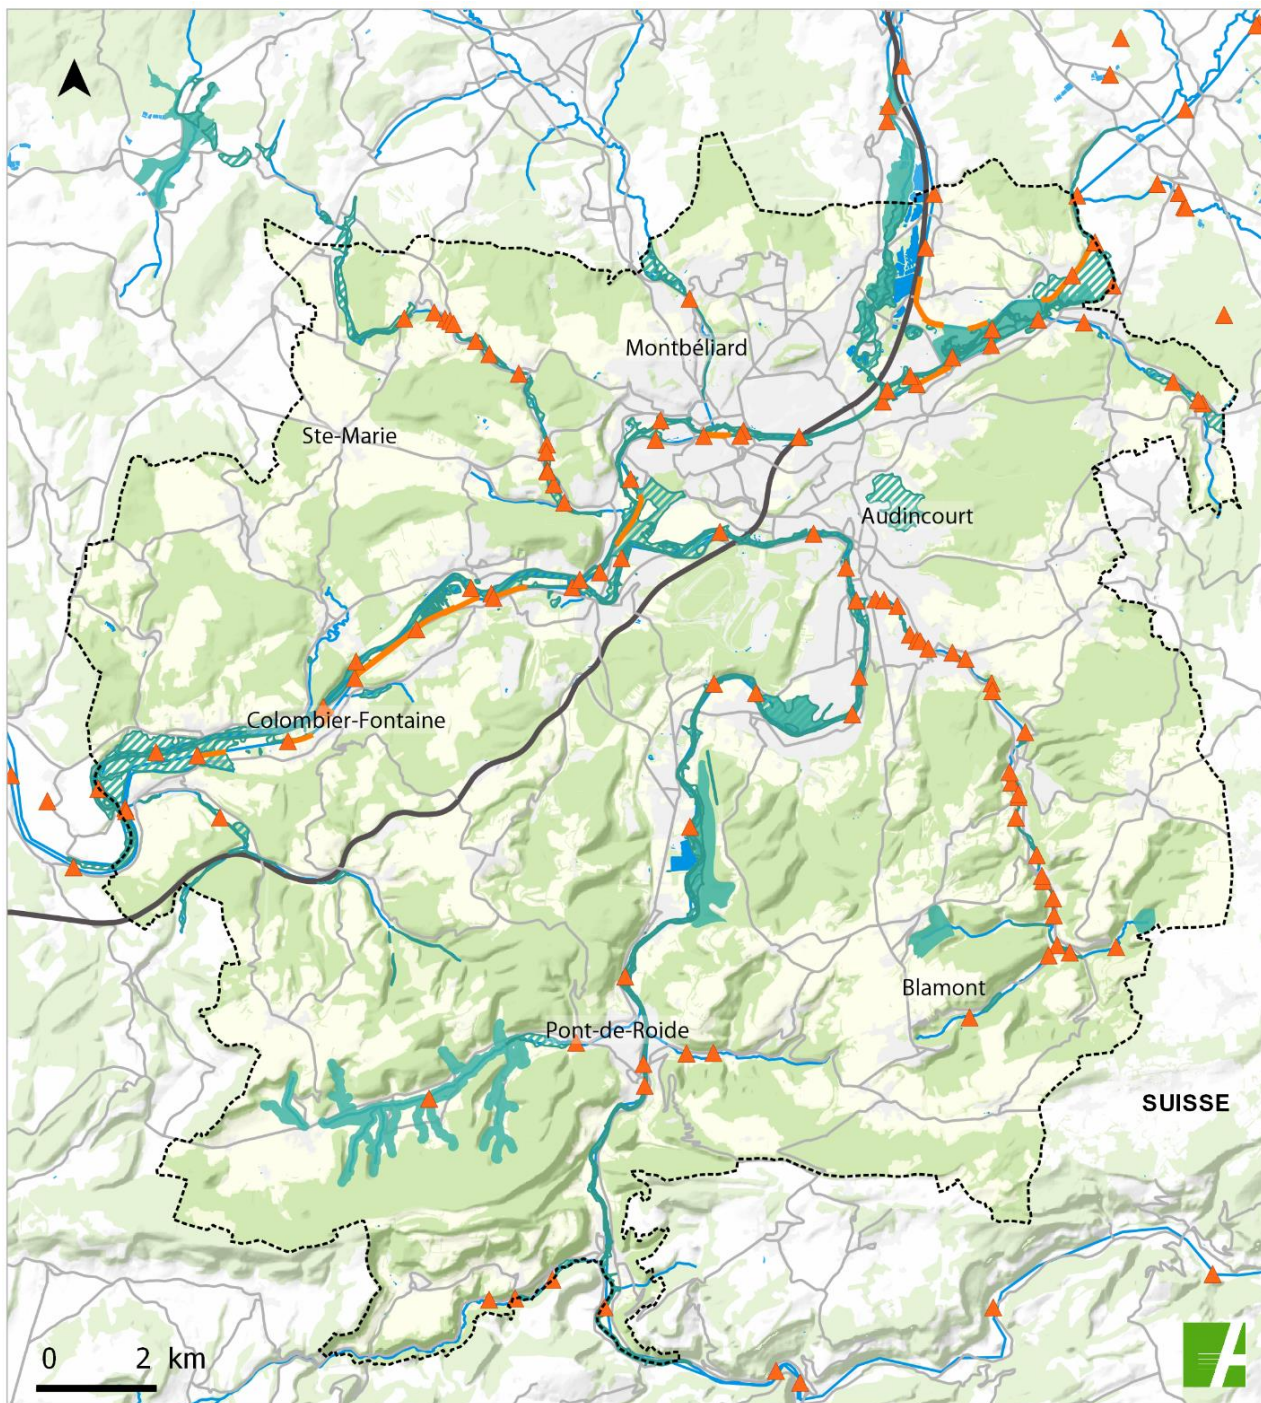 Montbéliard
Ste-Marie
Audincourt
Colombier-Fontaine
Blamont
Pont-de-Roide
SUISSE
0 2 km